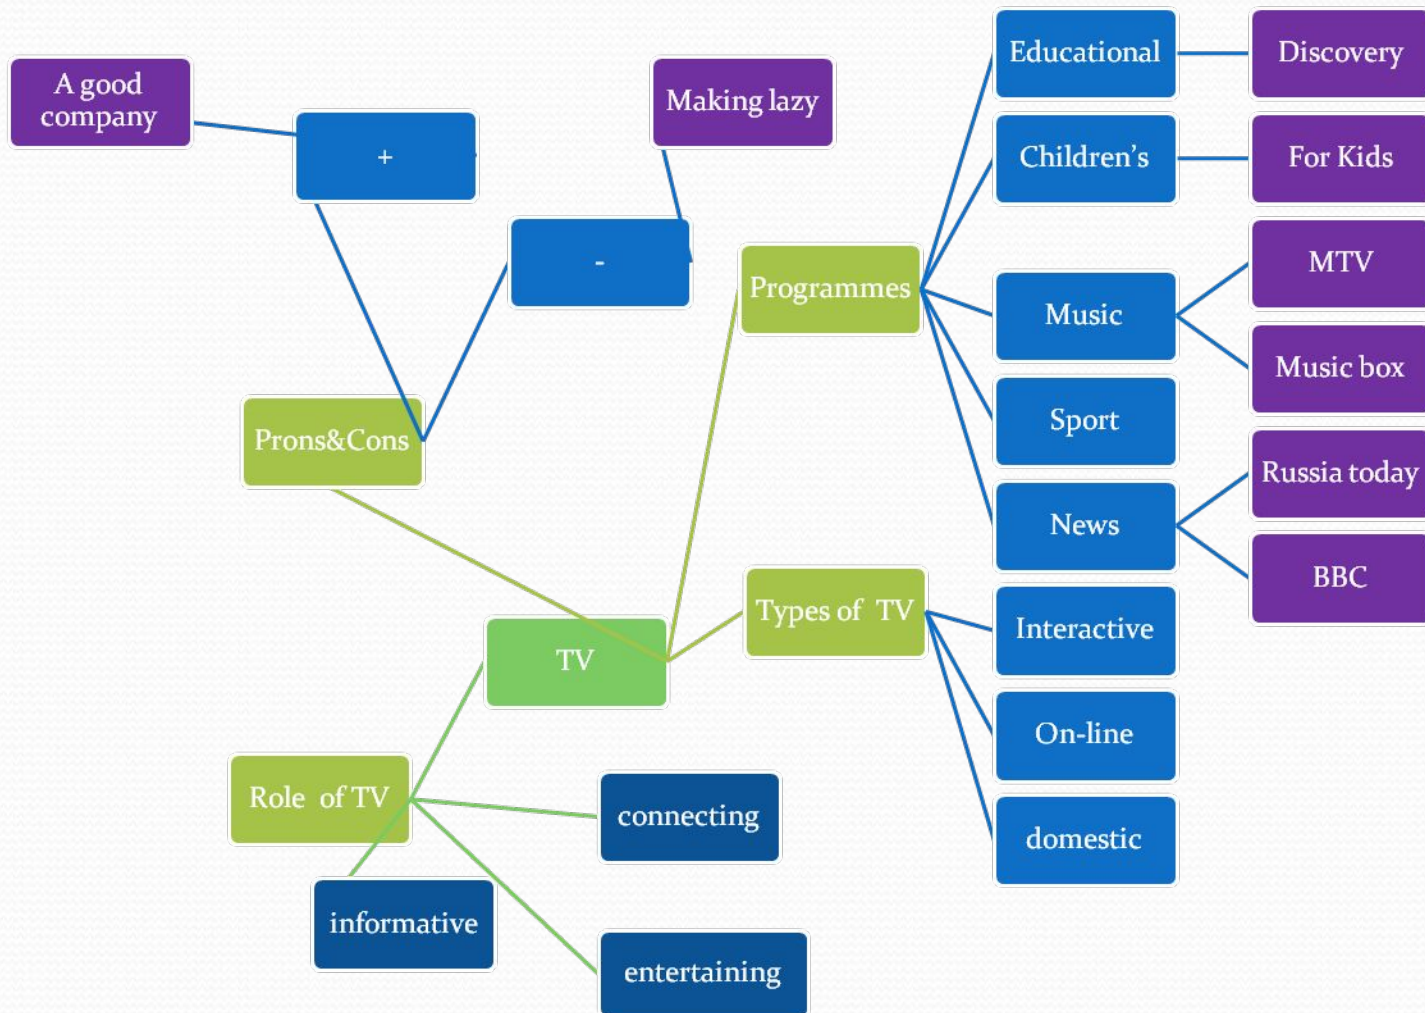 A good
company
+
Making lazy
-
Educational
Discovery
Children's
For Kids
Programmes
Music
MTV
Music box
Sport
Prons&Cons
News
Russia today
BBC
Types of TV
Interactive
TV
On-line
Role of TV
connecting
domestic
informative
entertaining